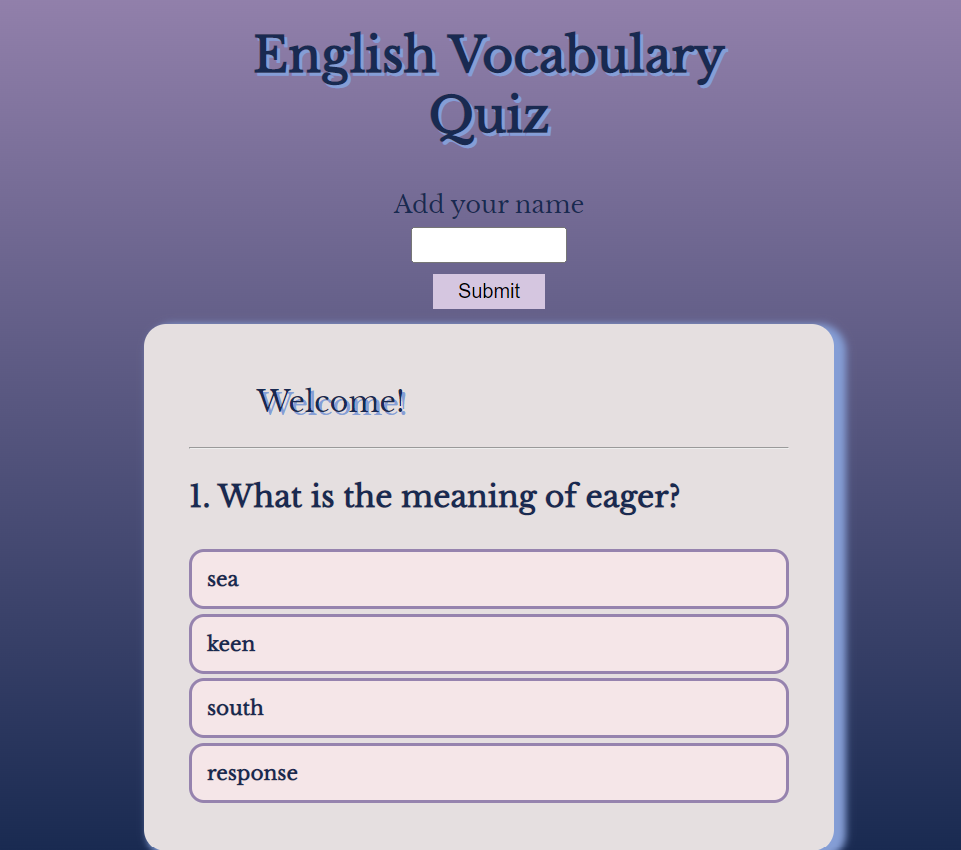 English Vocabulary
Quiz
Add your name
Submit
Welcome!
1. What is the meaning of eager?
sea
keen
south
response